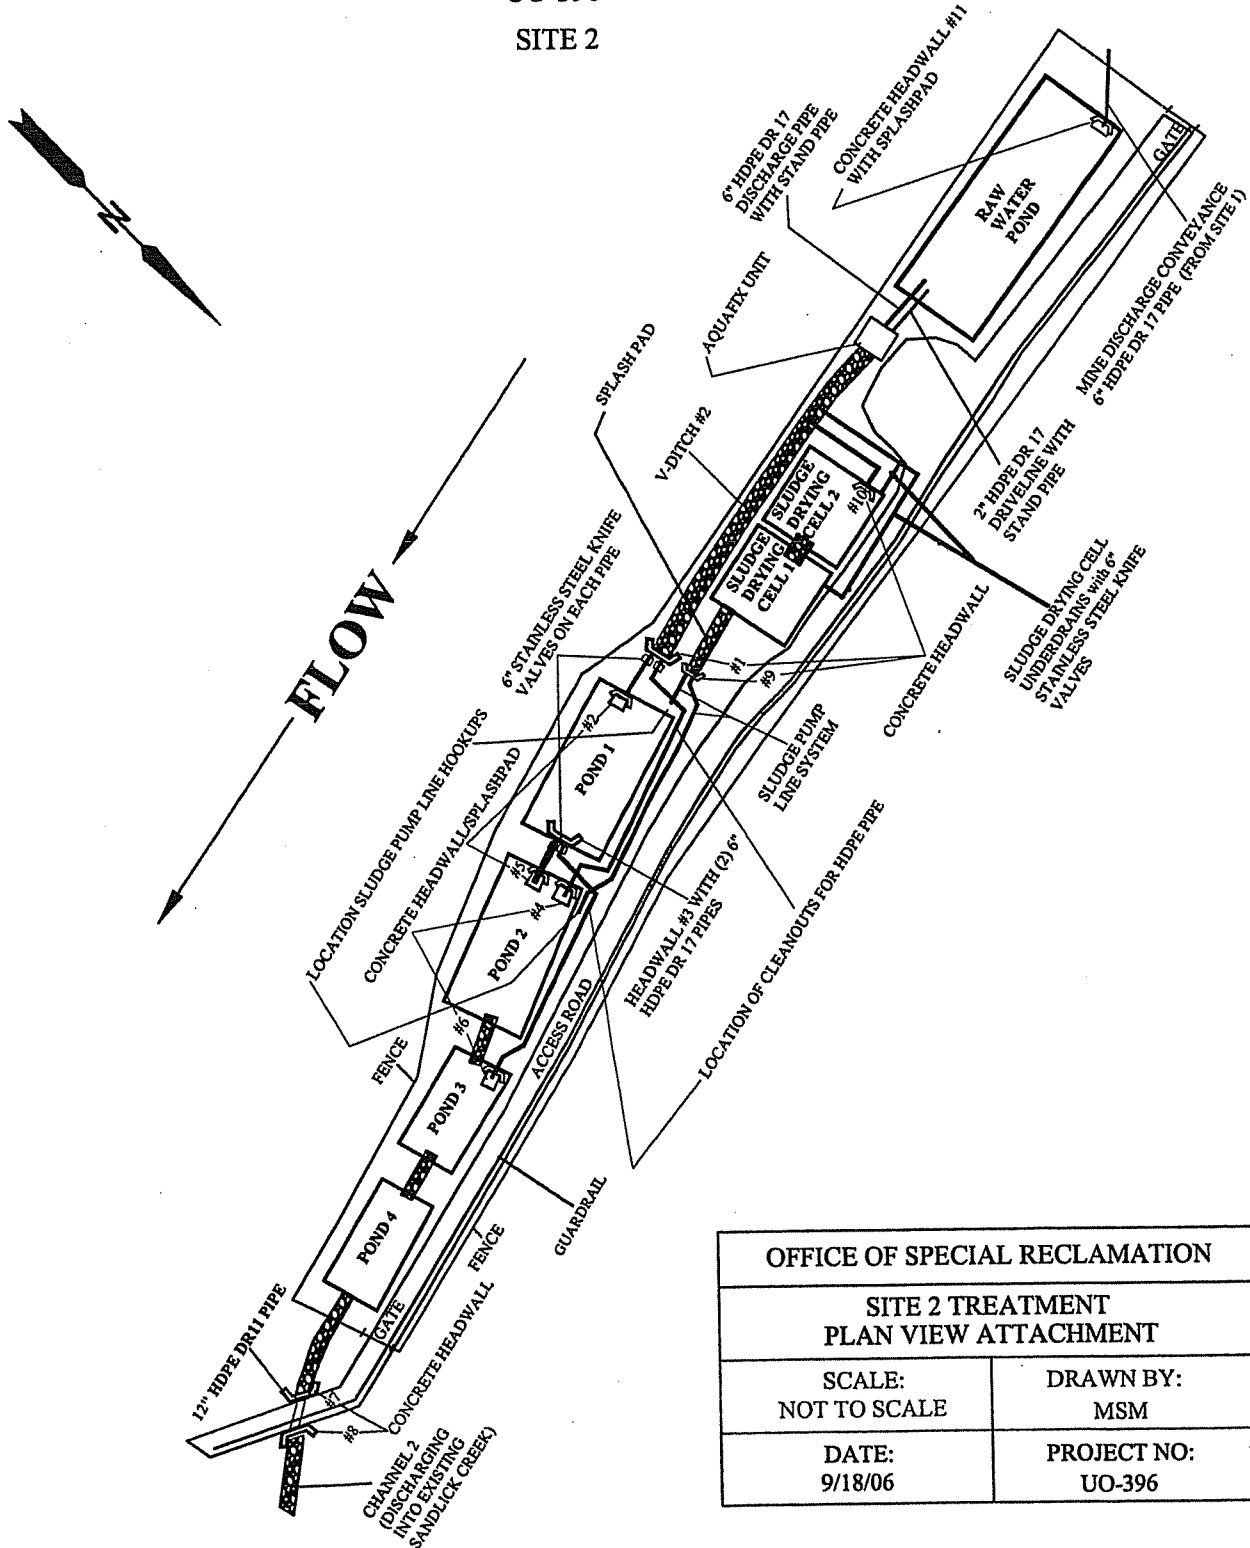 SITE 2
N
FLOW
CONCRETE HEADWALL #11
WITH SPLASHPAD
6" HDPE DR 17
DISCHARGE PIPE
WITH STAND PIPE
GATE
RAW
WATER
POND
MINE DISCHARGE CONVEYANCE
6" HDPE DR 17 PIPE (FROM SITE 1)
AQUAFIX UNIT
SPLASH PAD
V-DITCH #2
2" HDPE DR 17
DRIVELINE WITH
STAND PIPE
SLUDGE
DRYING
CELL 2
#10
SLUDGE
DRYING
CELL 1
SLUDGE DRYING CELL
UNDERDRAINS with 6"
STAINLESS STEEL KNIFE
VALVES
6" STAINLESS STEEL KNIFE
VALVES ON EACH PIPE
#1
#9
CONCRETE HEADWALL
#2
POND 1
SLUDGE PUMP
LINE SYSTEM
LOCATION SLUDGE PUMP LINE HOOKUPS
CONCRETE HEADWALL/SPLASHPAD
#5
#4
POND 2
HEADWALL #3 WITH (2) 6"
HDPE DR 17 PIPES
LOCATION OF CLEANOUTS FOR HDPE PIPE
#6
ACCESS ROAD
FENCE
POND 3
GUARDRAIL
POND 4
FENCE
GATE
12" HDPE DR11 PIPE
#7
#8
CONCRETE HEADWALL
CHANNEL 2
(DISCHARGING
INTO EXISTING
SANDLICK CREEK)
OFFICE OF SPECIAL RECLAMATION
SITE 2 TREATMENT
PLAN VIEW ATTACHMENT
SCALE:
NOT TO SCALE
DRAWN BY:
MSM
DATE:
9/18/06
PROJECT NO:
UO-396